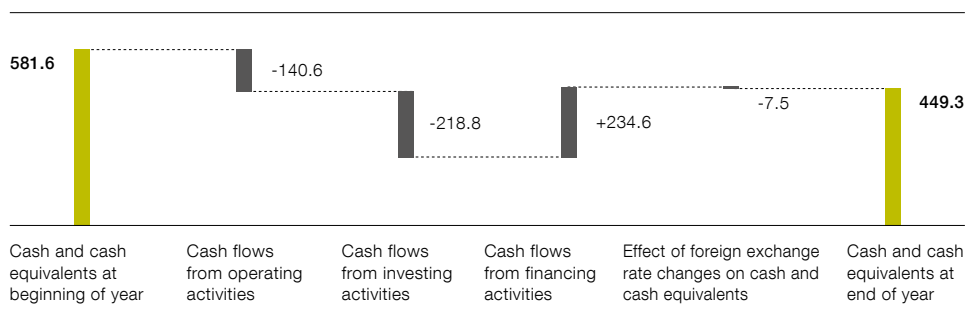 581.6
-140.6
-218.8
+234.6
-7.5
449.3
Cash and cash
equivalents at
beginning of year
Cash flows
from operating
activities
Cash flows
from investing
activities
Cash flows
from financing
activities
Effect of foreign exchange
rate changes on cash and
cash equivalents
Cash and cash
equivalents at
end of year